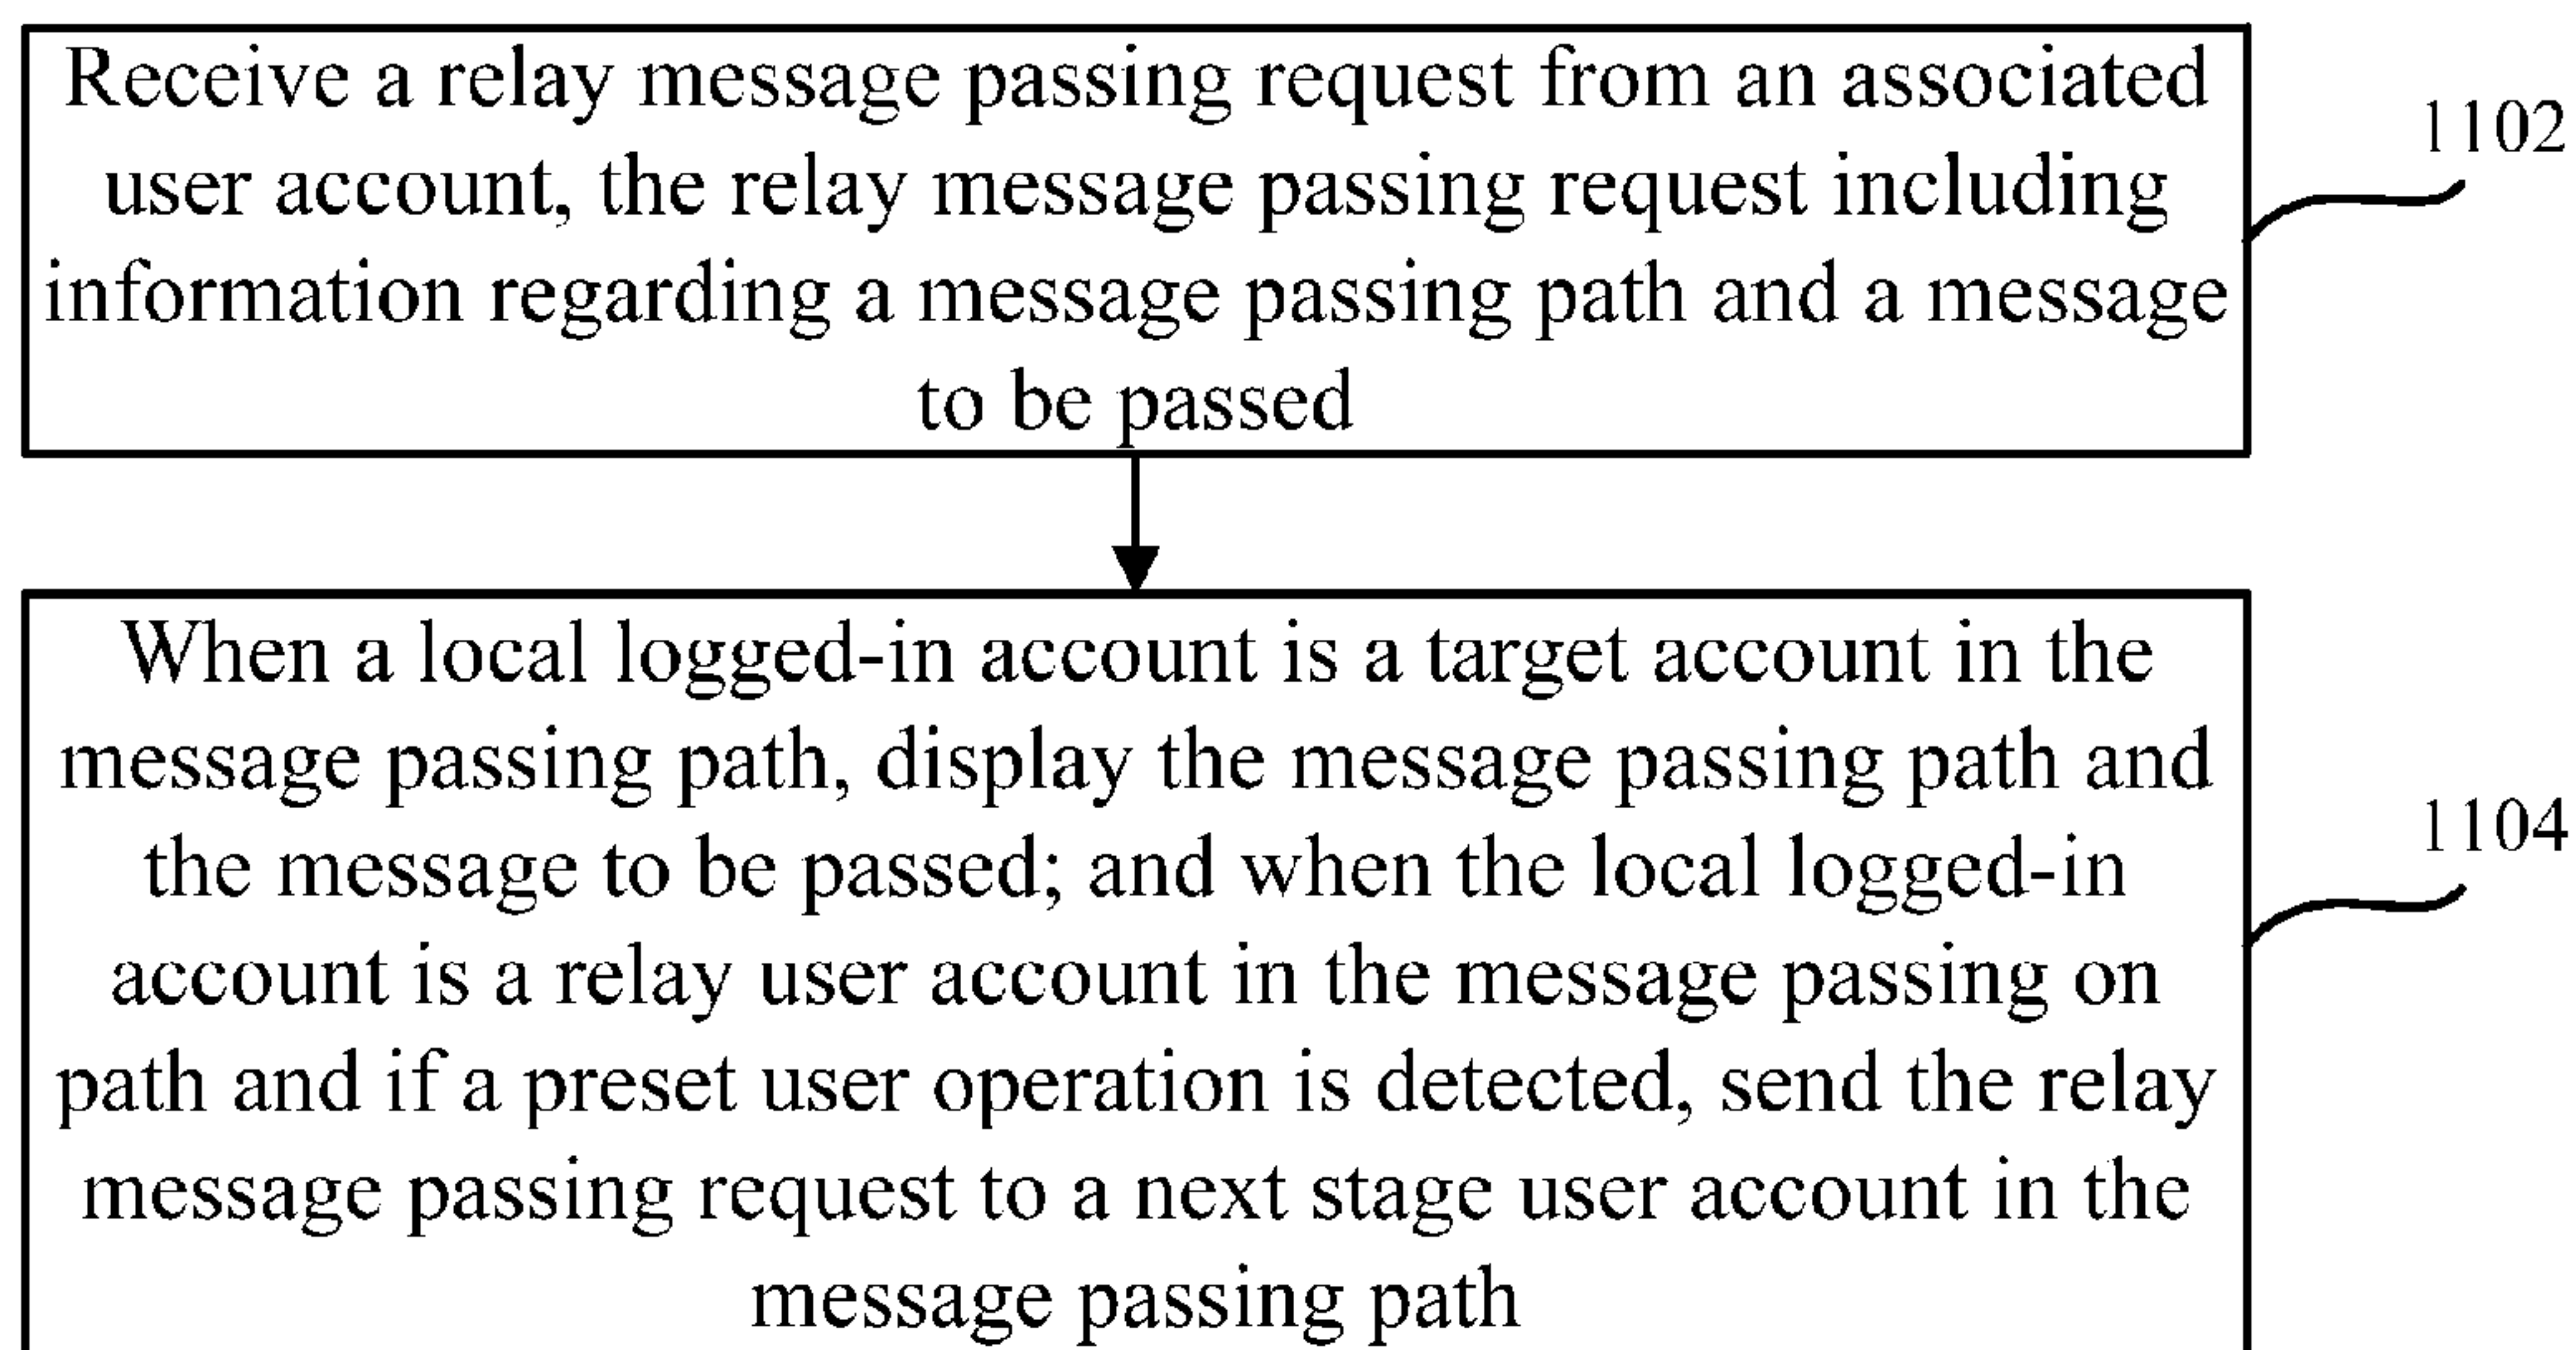 Receive a relay message passing request from an associated
user account, the relay message passing request including
information regarding a message passing path and a message
to be passed
1102
When a local logged-in account is a target account in the
message passing path, display the message passing path and
the message to be passed; and when the local logged-in
account is a relay user account in the message passing on
path and if a preset user operation is detected, send the relay
message passing request to a next stage user account in the
message passing path
1104